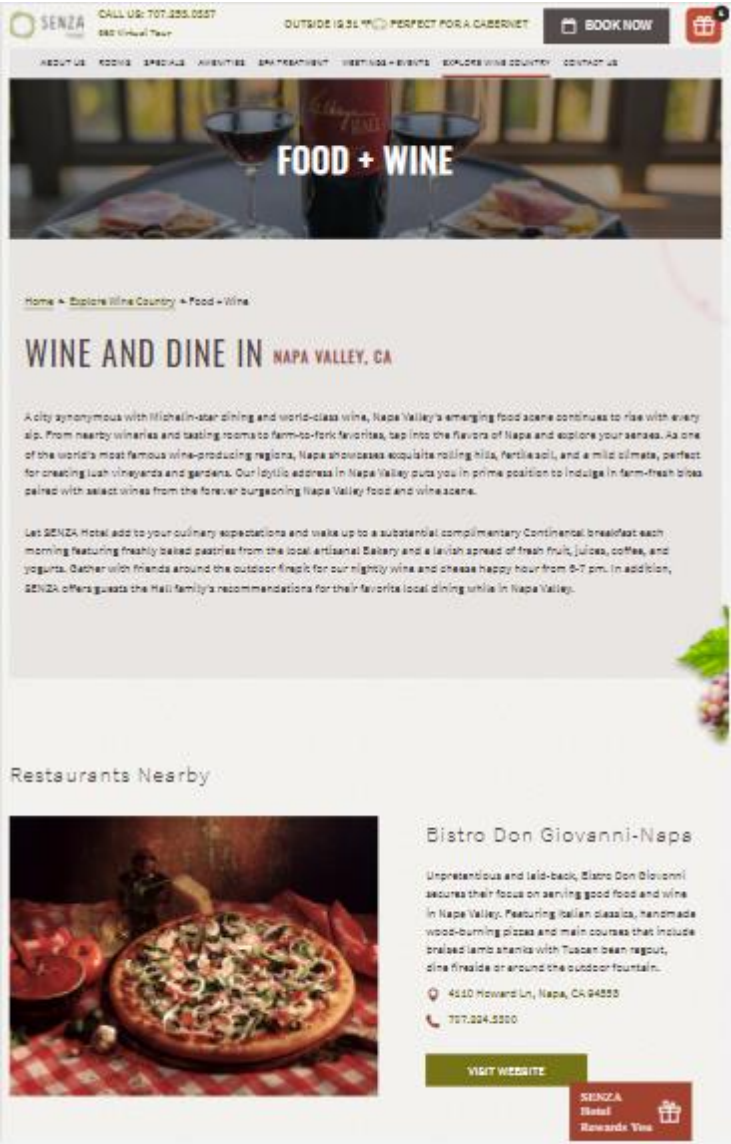 SENZA
CALL US: 707.253.0337
360 Virtual Tour
OUTSIDE IS 51 °F PERFECT FOR A CABERNET
BOOK NOW
ABOUT US ROOMS SPECIALS AMENITIES SPA TREATMENT MEETINGS + EVENTS EXPLORE WINE COUNTRY CONTACT US
HALL
FOOD + WINE
Home Explore Wine Country Food + Wine
WINE AND DINE IN NAPA VALLEY, CA
A city synonymous with Michelin-star dining and world-class wine, Napa Valley's emerging food scene continues to rise with every
sip. From nearby wineries and tasting rooms to farm-to-fork favorites, tap into the flavors of Napa and explore your senses. As one
of the world's most famous wine-producing regions, Napa showcases exquisite rolling hills, fertile soil, and a mild climate, perfect
for creating lush vineyards and gardens. Our idyllic address in Napa Valley puts you in prime position to indulge in farm-fresh bites
paired with select wines from the forever burgeoning Napa Valley food and wine scene.
Let SENZA Hotel add to your culinary expectations and wake up to a substantial complimentary Continental breakfast each
morning featuring freshly baked pastries from the local artisanal Bakery and a lavish spread of fresh fruit, juices, coffee, and
yogurts. Gather with friends around the outdoor firepit for our nightly wine and cheese happy hour from 6-7 pm. In addition,
SENZA offers guests the Hall family's recommendations for their favorite local dining while in Napa Valley.
Restaurants Nearby
Bistro Don Giovanni-Napa
Unpretentious and laid-back, Bistro Don Giovanni
secures their focus on serving good food and wine
in Napa Valley. Featuring Italian classics, handmade
wood-burning pizzas and main courses that include
braised lamb shanks with Tuscan bean ragout,
dine fireside or around the outdoor fountain.
4110 Howard Ln, Napa, CA 94558
707.224.3300
VISIT WEBSITE
SENZA
Hotel
Rewards You